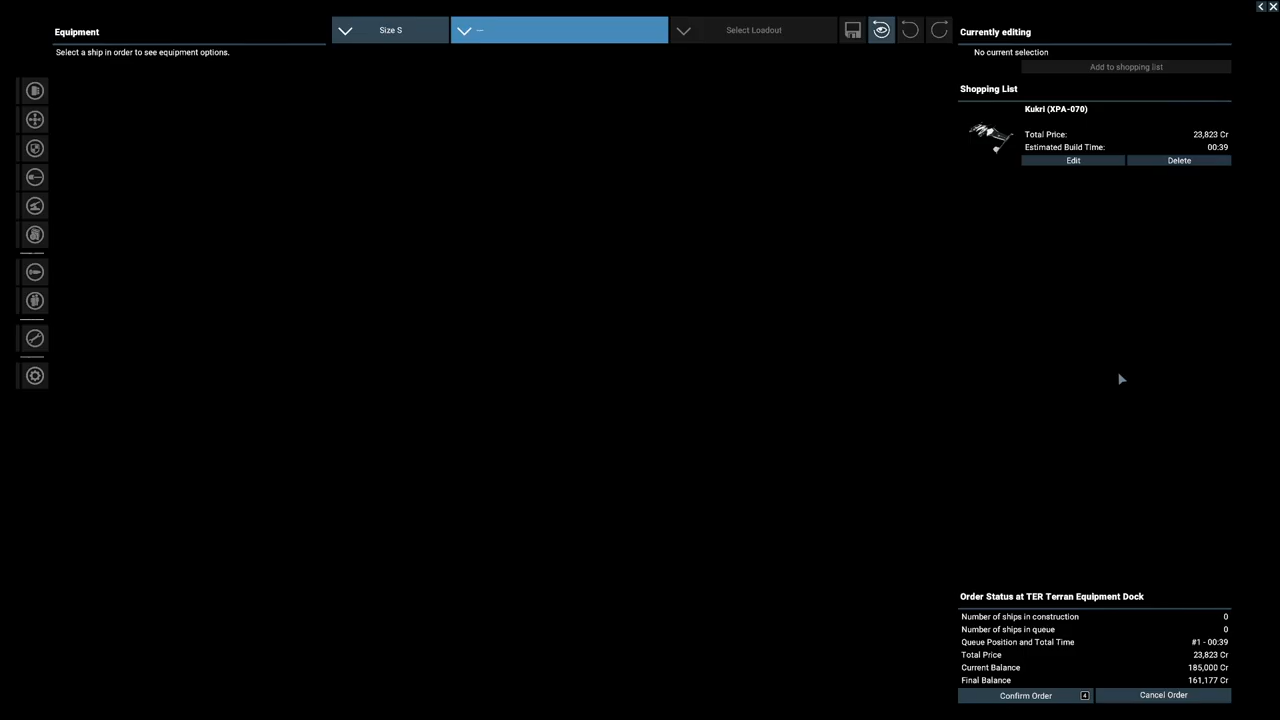 Equipment
Select a ship in order to see equipment options.
Size S
—
Select Loadout
Currently editing
No current selection
Add to shopping list
Shopping List
Kukri (XPA-070)
Total Price: 23,823 Cr
Estimated Build Time: 00:39
Edit Delete
Order Status at TER Terran Equipment Dock
Number of ships in construction 0
Number of ships in queue 0
Queue Position and Total Time #1 - 00:39
Total Price 23,823 Cr
Current Balance 185,000 Cr
Final Balance 161,177 Cr
Confirm Order 4 Cancel Order